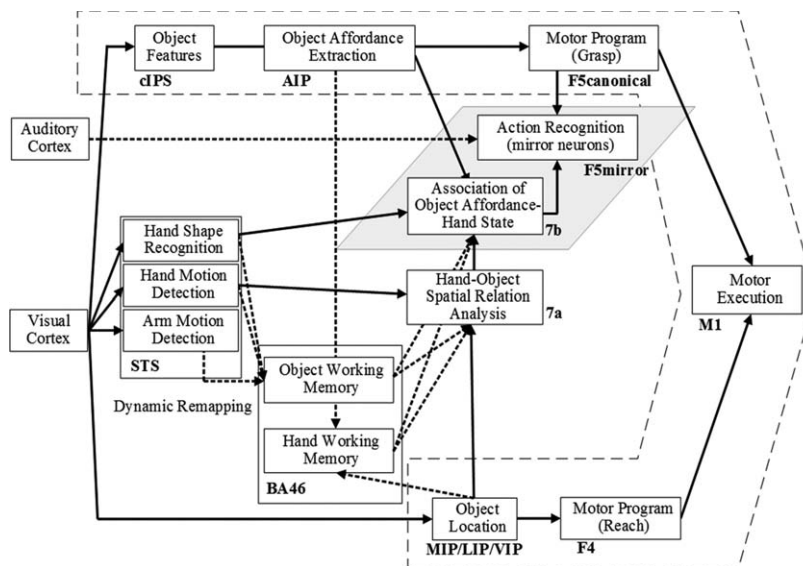 Object
Features
cIPS
Object Affordance
Extraction
AIP
Motor Program
(Grasp)
F5canonical
Auditory
Cortex
Action Recognition
(mirror neurons)
F5mirror
Association of
Object Affordance-
Hand State
7b
Hand Shape
Recognition
Hand Motion
Detection
Arm Motion
Detection
STS
Visual
Cortex
Hand-Object
Spatial Relation
Analysis
7a
Motor
Execution
M1
Dynamic Remapping
Object Working
Memory
Hand Working
Memory
BA46
Object
Location
MIP/LIP/VIP
Motor Program
(Reach)
F4